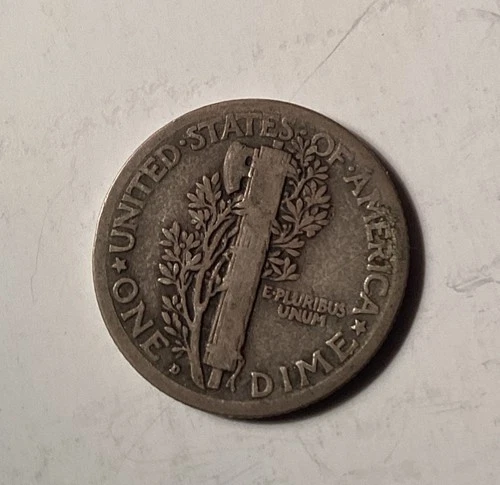 UNITED·STATES·OF·AMERICA
E·PLURIBUS
UNUM
★ONE
D
DIME★